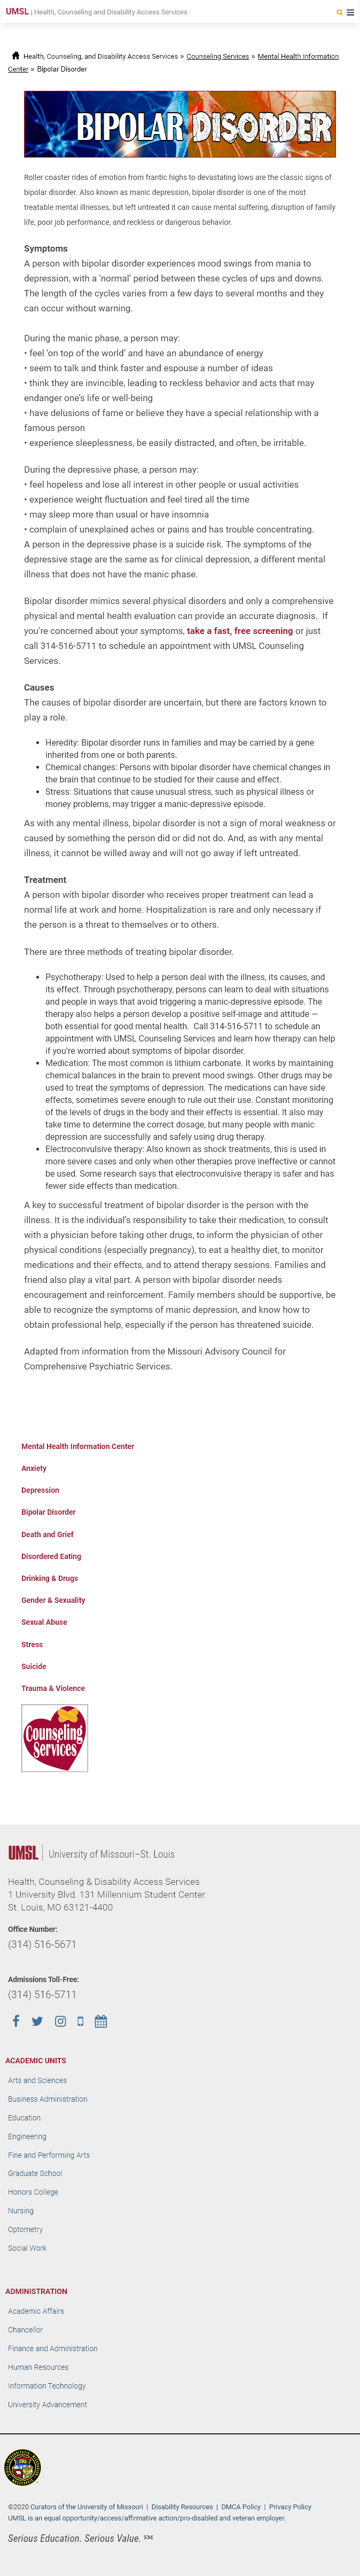 UMSL | Health, Counseling and Disability Access Services
Health, Counseling, and Disability Access Services » Counseling Services » Mental Health Information
Center » Bipolar Disorder
BIPOLAR DISORDER
Roller coaster rides of emotion from frantic highs to devastating lows are the classic signs of
bipolar disorder. Also known as manic depression, bipolar disorder is one of the most
treatable mental illnesses, but left untreated it can cause mental suffering, disruption of family
life, poor job performance, and reckless or dangerous behavior.
Symptoms
A person with bipolar disorder experiences mood swings from mania to
depression, with a ‘normal’ period between these cycles of ups and downs.
The length of the cycles varies from a few days to several months and they
can occur without warning.
During the manic phase, a person may:
• feel ‘on top of the world’ and have an abundance of energy
• seem to talk and think faster and espouse a number of ideas
• think they are invincible, leading to reckless behavior and acts that may
endanger one’s life or well-being
• have delusions of fame or believe they have a special relationship with a
famous person
• experience sleeplessness, be easily distracted, and often, be irritable.
During the depressive phase, a person may:
• feel hopeless and lose all interest in other people or usual activities
• experience weight fluctuation and feel tired all the time
• may sleep more than usual or have insomnia
• complain of unexplained aches or pains and has trouble concentrating.
A person in the depressive phase is a suicide risk. The symptoms of the
depressive stage are the same as for clinical depression, a different mental
illness that does not have the manic phase.
Bipolar disorder mimics several physical disorders and only a comprehensive
physical and mental health evaluation can provide an accurate diagnosis. If
you’re concerned about your symptoms, take a fast, free screening or just
call 314-516-5711 to schedule an appointment with UMSL Counseling
Services.
Causes
The causes of bipolar disorder are uncertain, but there are factors known to
play a role.
• Heredity: Bipolar disorder runs in families and may be carried by a gene
inherited from one or both parents.
• Chemical changes: Persons with bipolar disorder have chemical changes in
the brain that continue to be studied for their cause and effect.
• Stress: Situations that cause unusual stress, such as physical illness or
money problems, may trigger a manic-depressive episode.
As with any mental illness, bipolar disorder is not a sign of moral weakness or
caused by something the person did or did not do. And, as with any mental
illness, it cannot be willed away and will not go away if left untreated.
Treatment
A person with bipolar disorder who receives proper treatment can lead a
normal life at work and home. Hospitalization is rare and only necessary if
the person is a threat to themselves or to others.
There are three methods of treating bipolar disorder.
• Psychotherapy: Used to help a person deal with the illness, its causes, and
its effect. Through psychotherapy, persons can learn to deal with situations
and people in ways that avoid triggering a manic-depressive episode. The
therapy also helps a person develop a positive self-image and attitude —
both essential for good mental health. Call 314-516-5711 to schedule an
appointment with UMSL Counseling Services and learn how therapy can help
if you’re worried about symptoms of bipolar disorder.
• Medication: The most common is lithium carbonate. It works by maintaining
chemical balances in the brain to prevent mood swings. Other drugs may be
used to treat the symptoms of depression. The medications can have side
effects, sometimes severe enough to rule out their use. Constant monitoring
of the levels of drugs in the body and their effects is essential. It also may
take time to determine the correct dosage, but many people with manic
depression are successfully and safely using drug therapy.
• Electroconvulsive therapy: Also known as shock treatments, this is used in
more severe cases and only when other therapies prove ineffective or cannot
be used. Some research says that electroconvulsive therapy is safer and has
fewer side effects than medication.
A key to successful treatment of bipolar disorder is the person with the
illness. It is the individual’s responsibility to take their medication, to consult
with a physician before taking other drugs, to inform the physician of other
physical conditions (especially pregnancy), to eat a healthy diet, to monitor
medications and their effects, and to attend therapy sessions. Families and
friend also play a vital part. A person with bipolar disorder needs
encouragement and reinforcement. Family members should be supportive, be
able to recognize the symptoms of manic depression, and know how to
obtain professional help, especially if the person has threatened suicide.
Adapted from information from the Missouri Advisory Council for
Comprehensive Psychiatric Services.
Mental Health Information Center
Anxiety
Depression
Bipolar Disorder
Death and Grief
Disordered Eating
Drinking & Drugs
Gender & Sexuality
Sexual Abuse
Stress
Suicide
Trauma & Violence
Counseling
Services
UMSL | University of Missouri–St. Louis
Health, Counseling & Disability Access Services
1 University Blvd. 131 Millennium Student Center
St. Louis, MO 63121-4400
Office Number:
(314) 516-5671
Admissions Toll-Free:
(314) 516-5711
ACADEMIC UNITS
Arts and Sciences
Business Administration
Education
Engineering
Fine and Performing Arts
Graduate School
Honors College
Nursing
Optometry
Social Work
ADMINISTRATION
Academic Affairs
Chancellor
Finance and Administration
Human Resources
Information Technology
University Advancement
©2020 Curators of the University of Missouri | Disability Resources | DMCA Policy | Privacy Policy
UMSL is an equal opportunity/access/affirmative action/pro-disabled and veteran employer.
Serious Education. Serious Value. ℠